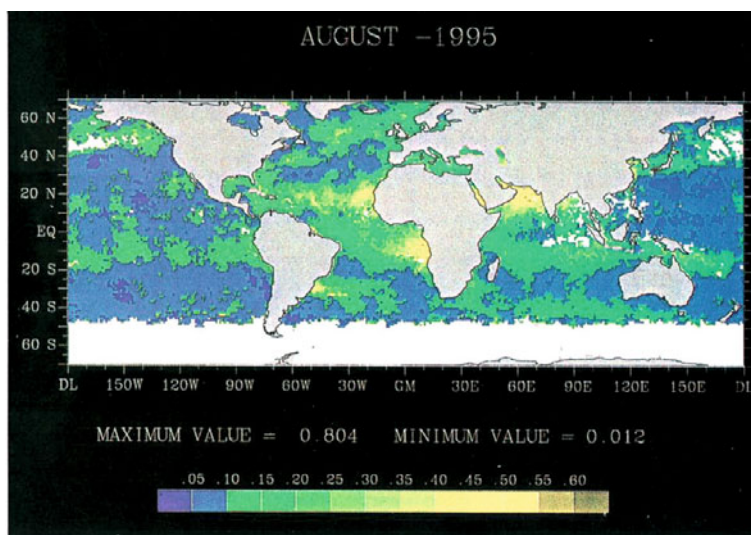 AUGUST -1995
60 N
40 N
20 N
EQ
20 S
40 S
60 S
DL 150W 120W 90W 60W 30W GM 30E 60E 90E 120E 150E DL
MAXIMUM VALUE = 0.804 MINIMUM VALUE = 0.012
.05 .10 .15 .20 .25 .30 .35 .40 .45 .50 .55 .60